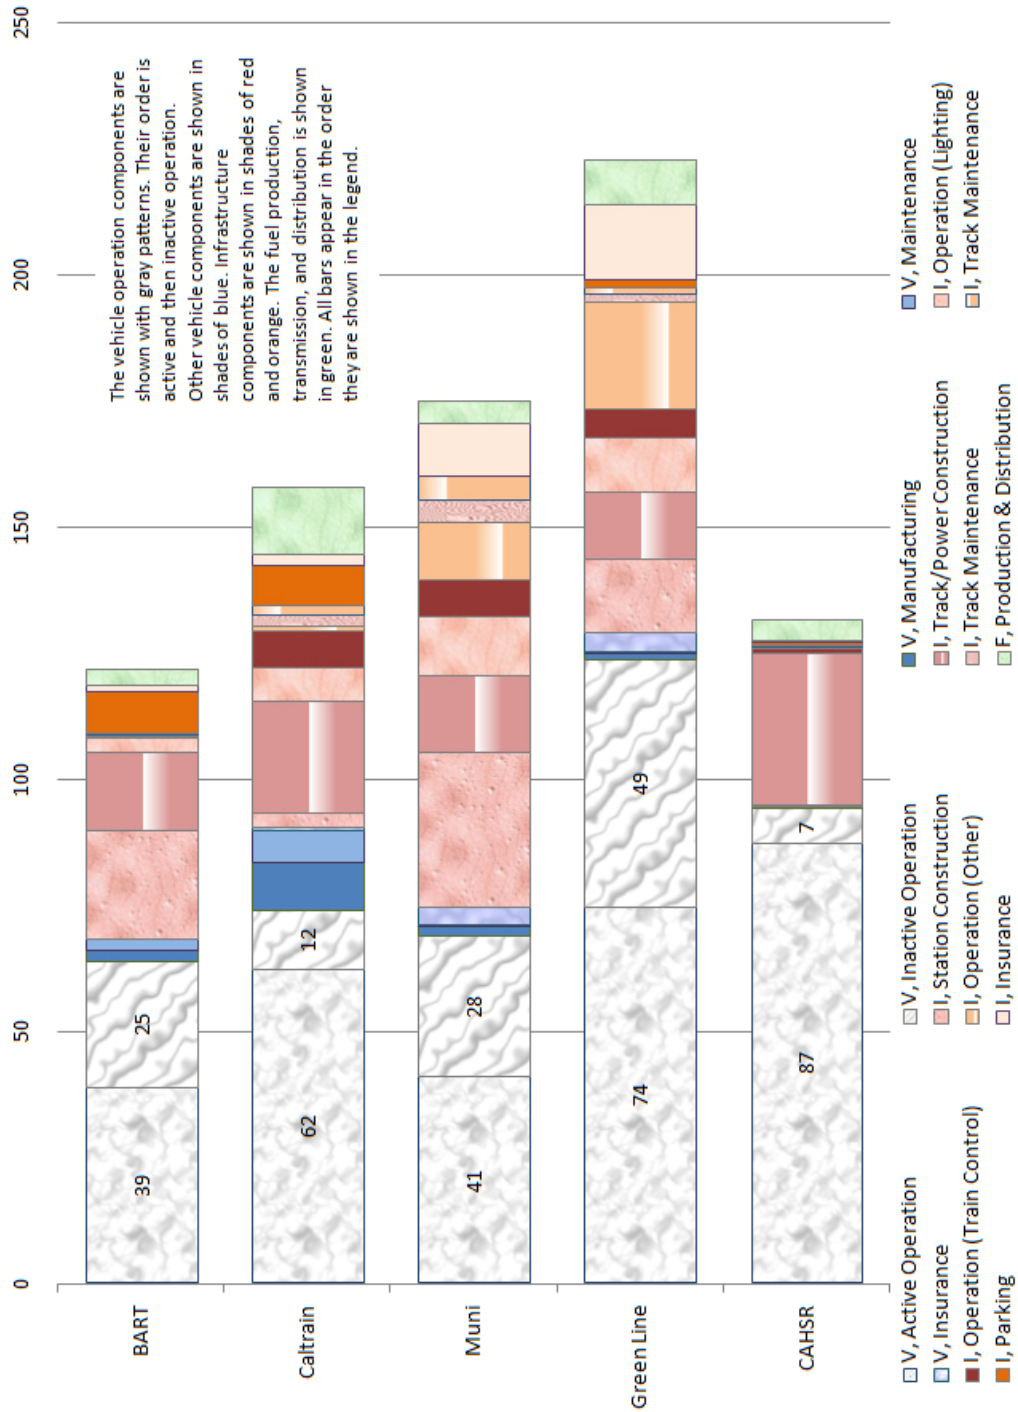 BART
Caltrain
Muni
Green Line
CAHSR
0
50
100
150
200
250
39
25
62
12
41
28
74
49
87
7
The vehicle operation components are
shown with gray patterns. Their order is
active and then inactive operation.
Other vehicle components are shown in
shades of blue. Infrastructure
components are shown in shades of red
and orange. The fuel production,
transmission, and distribution is shown
in green. All bars appear in the order
they are shown in the legend.
V, Active Operation
V, Inactive Operation
V, Manufacturing
V, Maintenance
V, Insurance
I, Station Construction
I, Track/Power Construction
I, Operation (Lighting)
I, Operation (Train Control)
I, Operation (Other)
I, Track Maintenance
I, Track Maintenance
I, Parking
I, Insurance
F, Production & Distribution